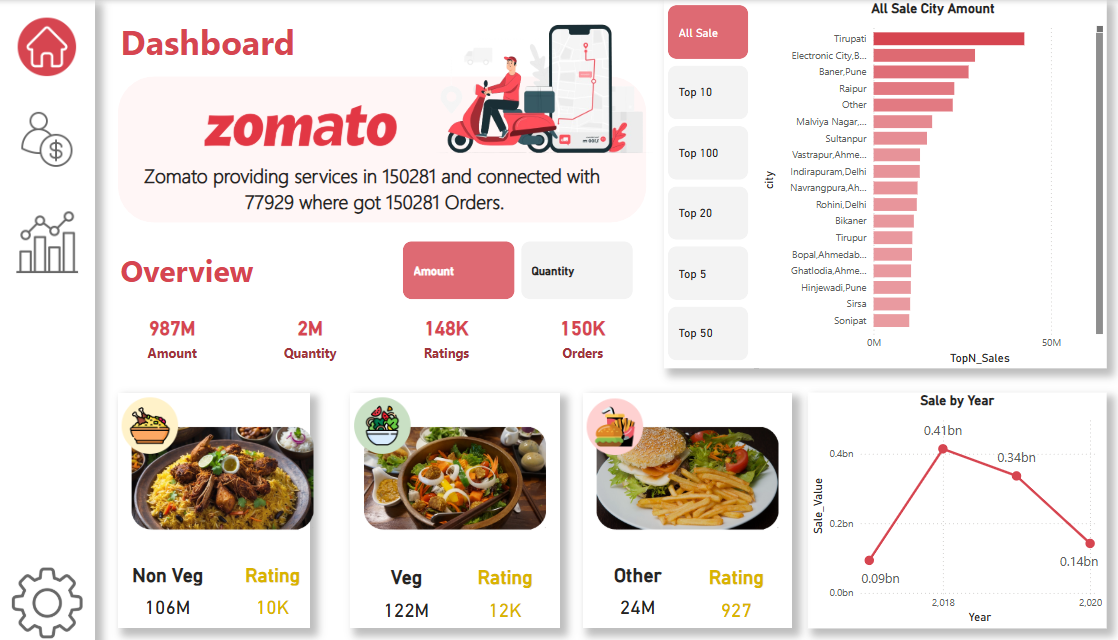 Dashboard
zomato
Zomato providing services in 150281 and connected with
77929 where got 150281 Orders.
Overview
Amount
Quantity
987M
Amount
2M
Quantity
148K
Ratings
150K
Orders
All Sale
Top 10
Top 100
Top 20
Top 5
Top 50
All Sale City Amount
city
Tirupati
Electronic City,B...
Baner,Pune
Raipur
Other
Malviya Nagar,...
Sultanpur
Vastrapur,Ahme...
Indirapuram,Delhi
Navrangpura,Ah...
Rohini,Delhi
Bikaner
Tirupur
Bopal,Ahmedab...
Ghatlodia,Ahme...
Hinjewadi,Pune
Sirsa
Sonipat
0M
50M
TopN_Sales
Non Veg
106M
Rating
10K
Veg
122M
Rating
12K
Other
24M
Rating
927
Sale by Year
Sale_Value
0.4bn
0.2bn
0.0bn
0.09bn
0.41bn
0.34bn
0.14bn
2,018
2,020
Year